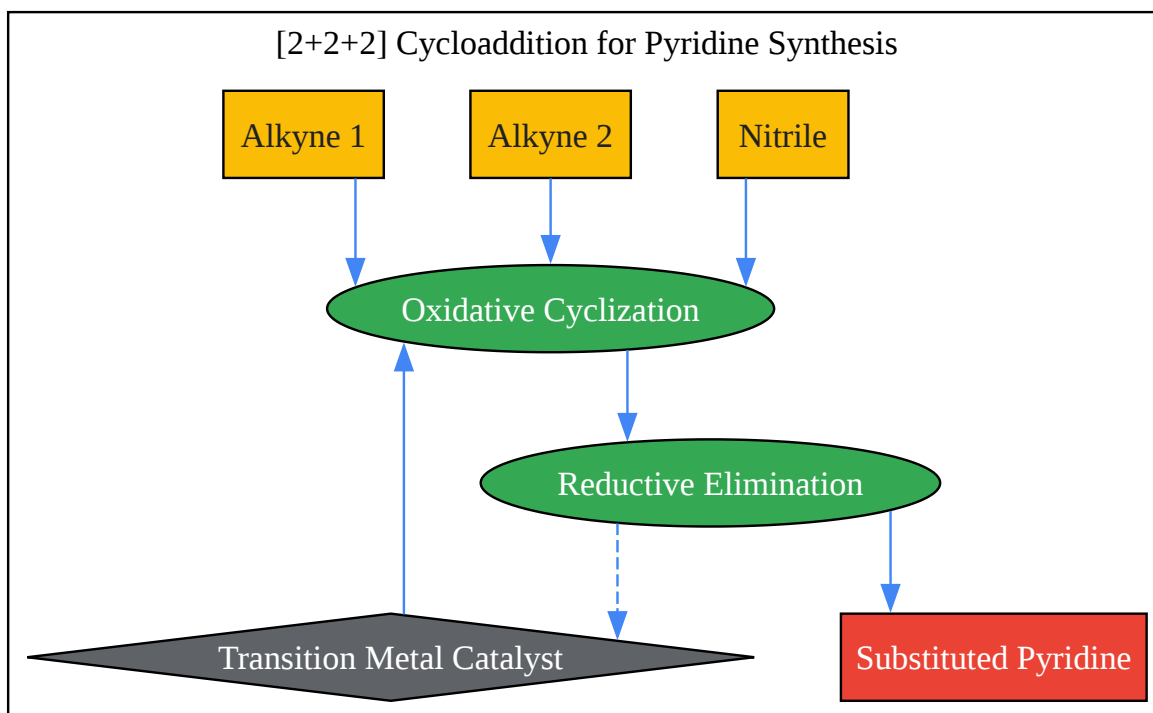 [2+2+2] Cycloaddition for Pyridine Synthesis
Alkyne 1
Alkyne 2
Nitrile
Oxidative Cyclization
Reductive Elimination
Transition Metal Catalyst
Substituted Pyridine